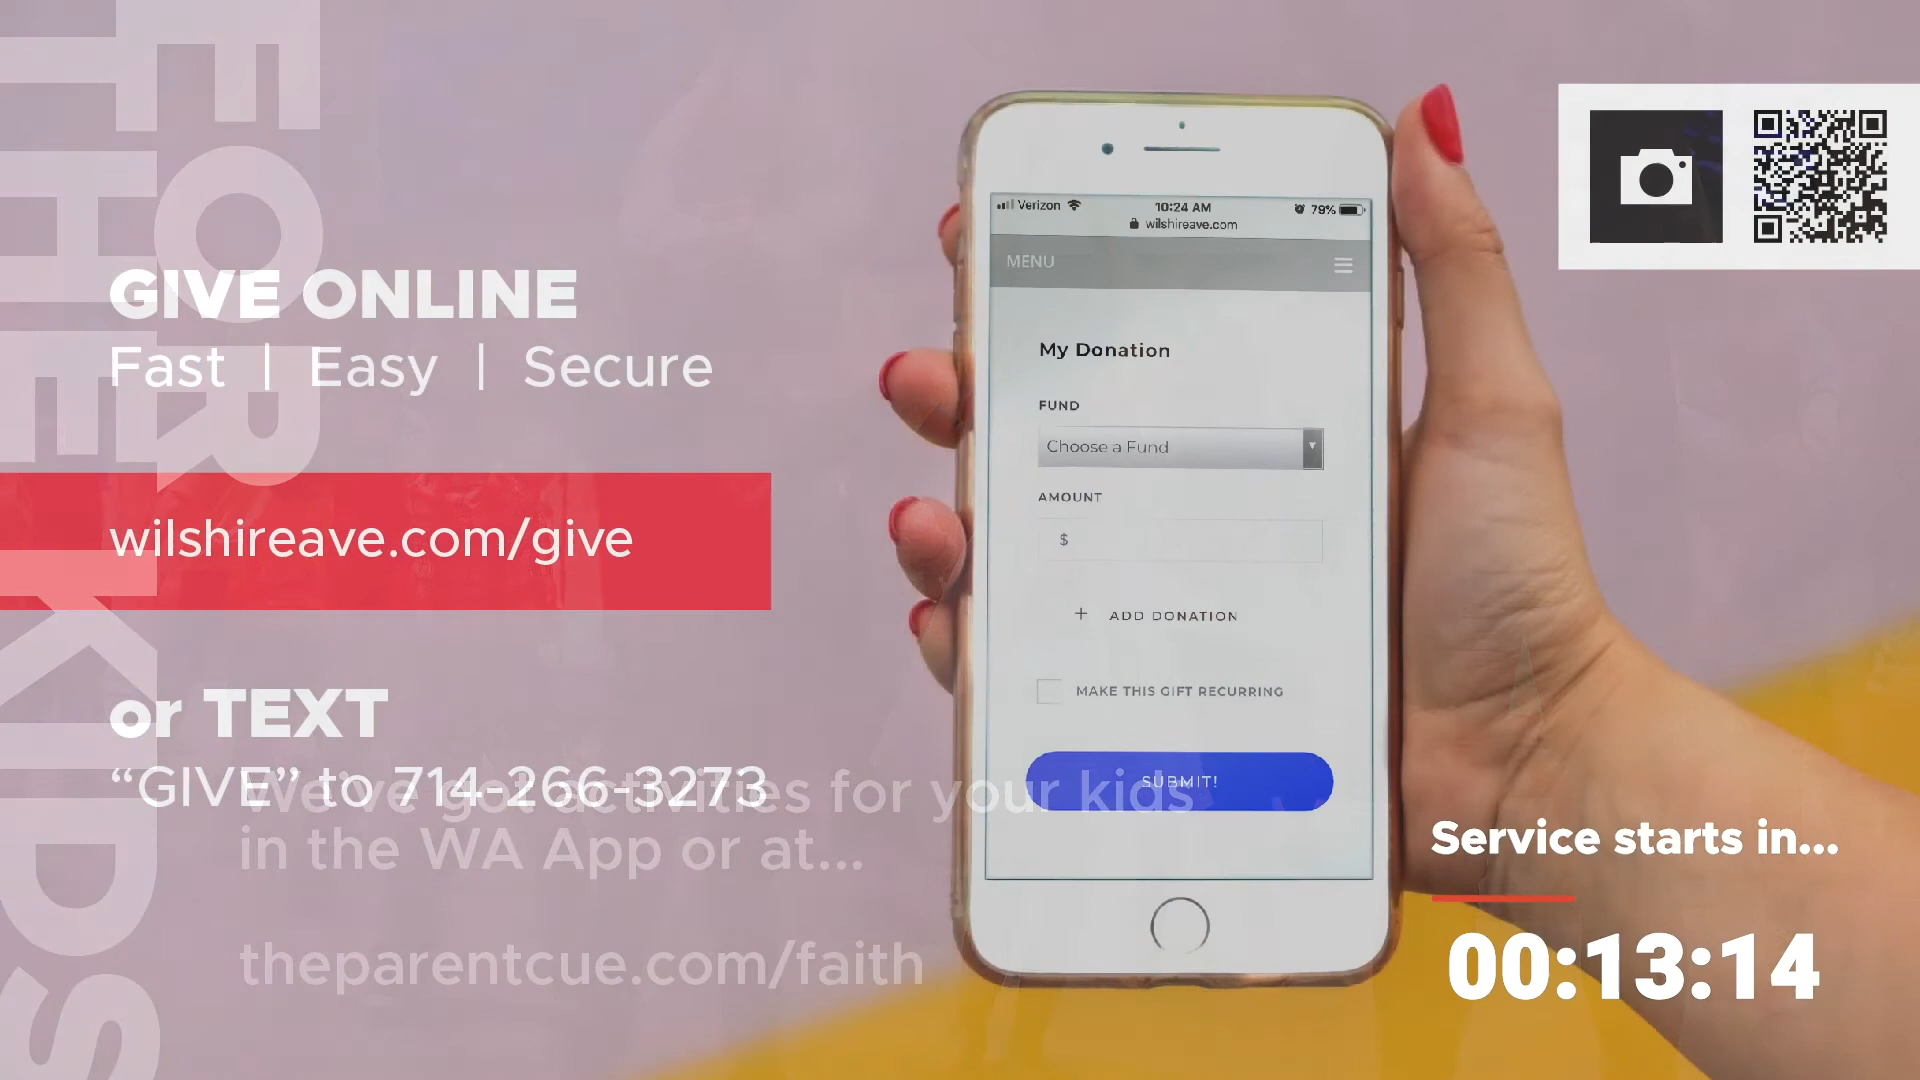 FOR
THE KIDS
GIVE ONLINE
Fast | Easy | Secure
wilshireave.com/give
or TEXT
“GIVE” to 714-266-3273
We've got activities for your kids
in the WA App or at...
theparentcue.com/faith
Verizon
10:24 AM
79%
wilshireave.com
MENU
My Donation
FUND
Choose a Fund
AMOUNT
$
+ ADD DONATION
MAKE THIS GIFT RECURRING
SUBMIT!
Service starts in...
00:13:14